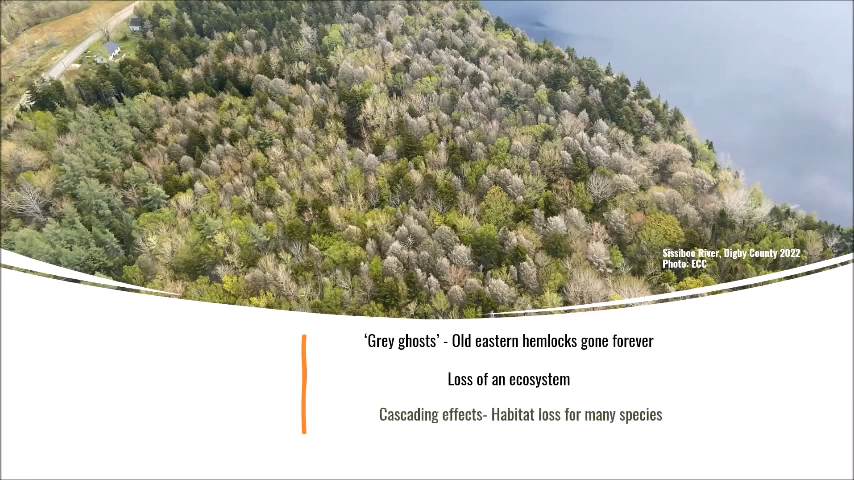 Sissiboo River, Digby County 2022
Photo: ECC
‘Grey ghosts’ - Old eastern hemlocks gone forever
Loss of an ecosystem
Cascading effects- Habitat loss for many species